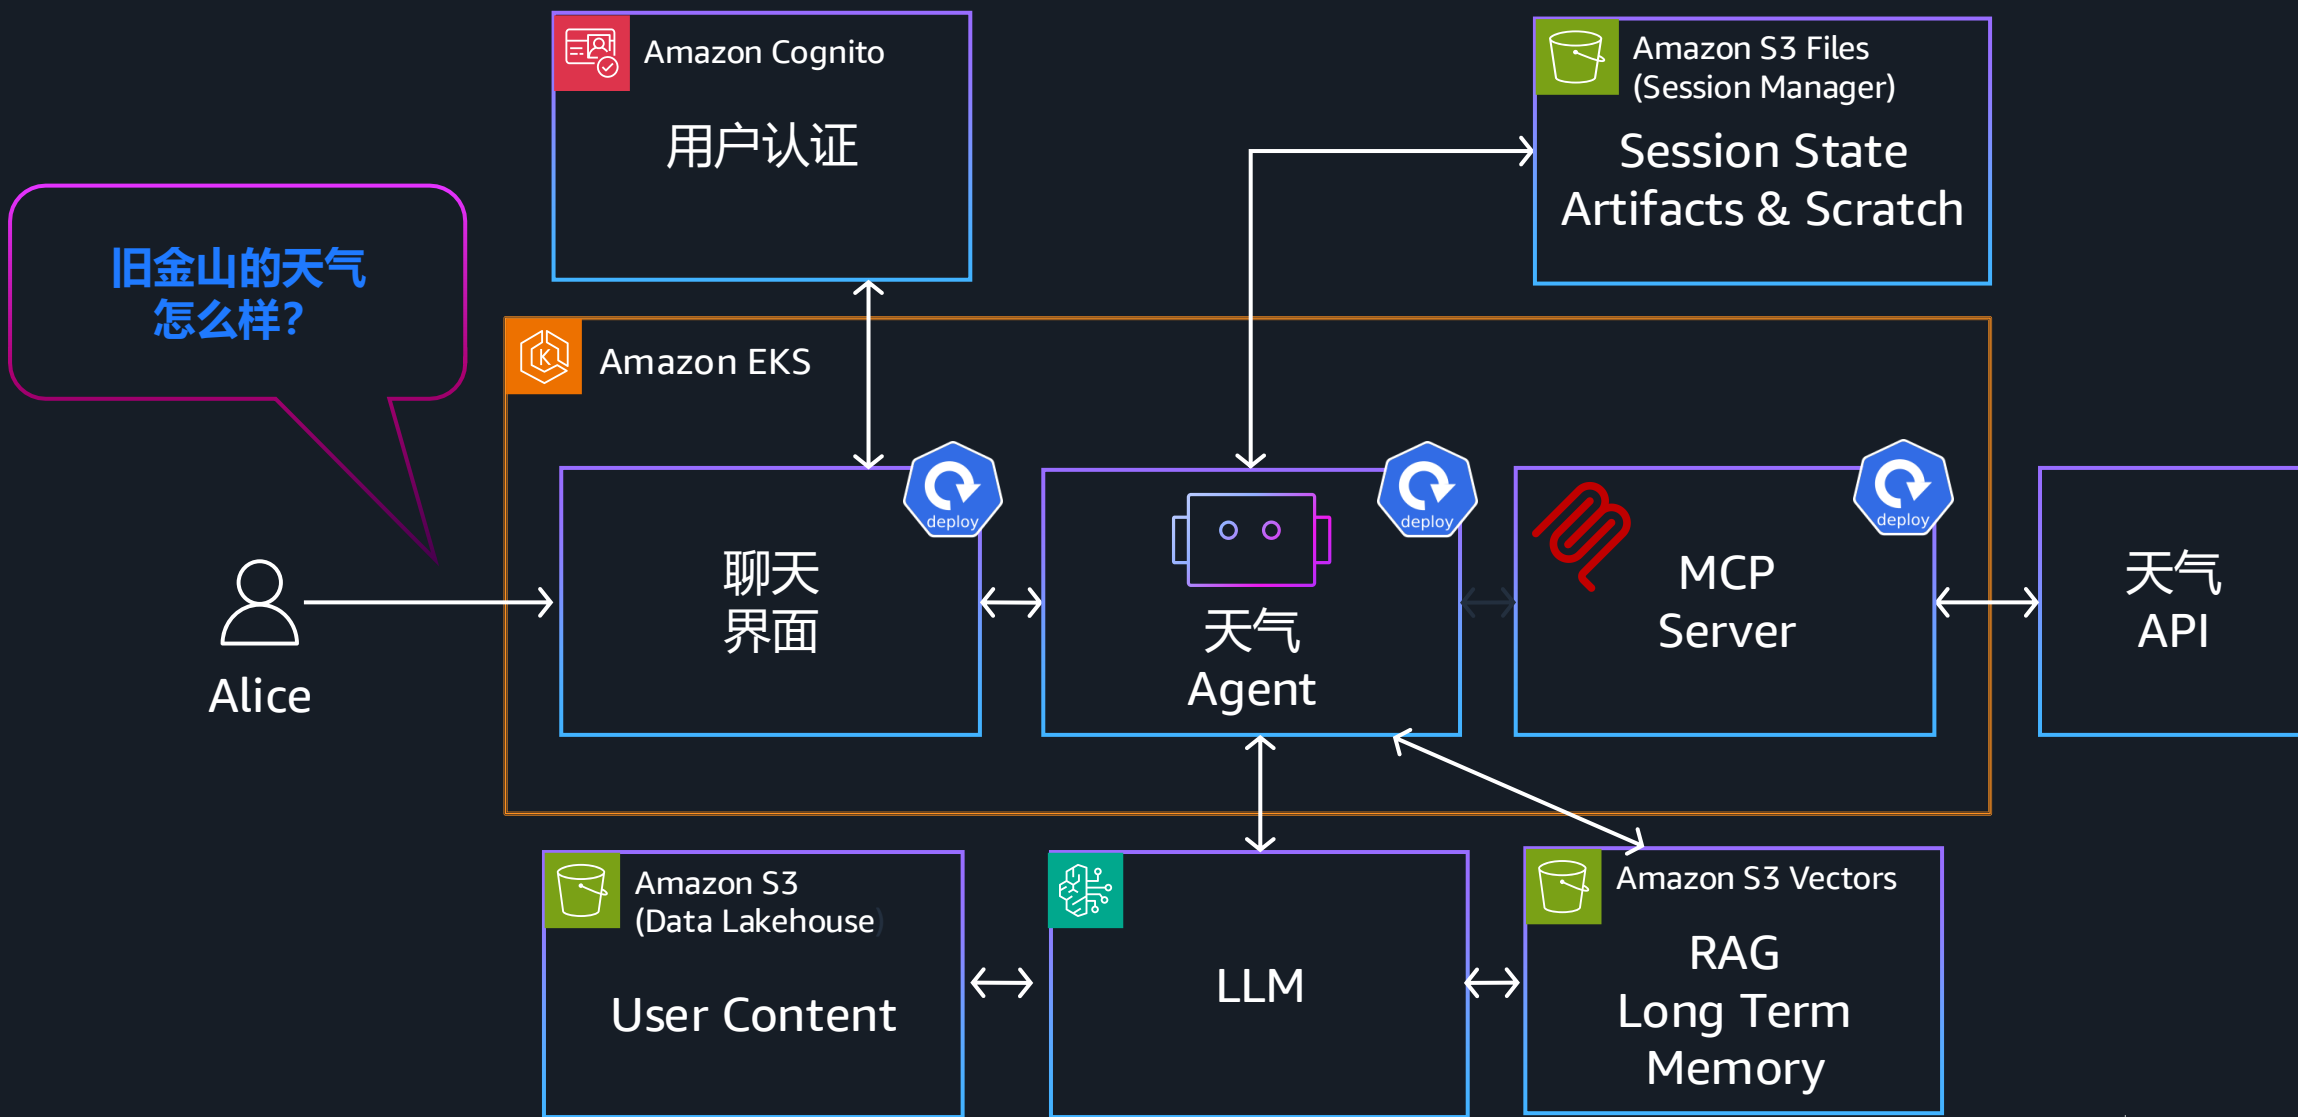 Amazon Cognito
用户认证
Amazon S3 Files
(Session Manager)
Session State
Artifacts & Scratch
旧金山的天气
怎么样?
Amazon EKS
deploy
聊天
界面
deploy
天气
Agent
deploy
MCP
Server
天气
API
Alice
Amazon S3
(Data Lakehouse)
User Content
LLM
Amazon S3 Vectors
RAG
Long Term
Memory